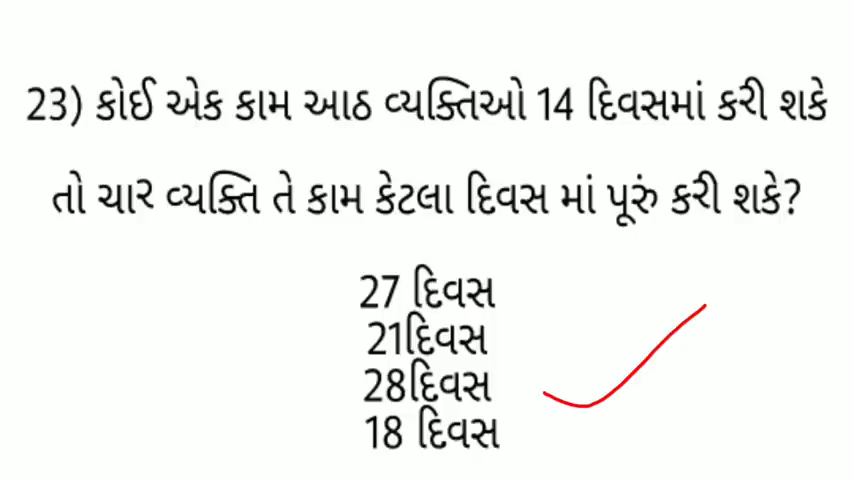 23) કોઈ એક કામ આઠ વ્યક્તિઓ 14 દિવસમાં કરી શકે
તો ચાર વ્યક્તિ તે કામ કેટલા દિવસ માં પૂરું કરી શકે?
27 દિવસ
21દિવસ
28દિવસ
18 દિવસ